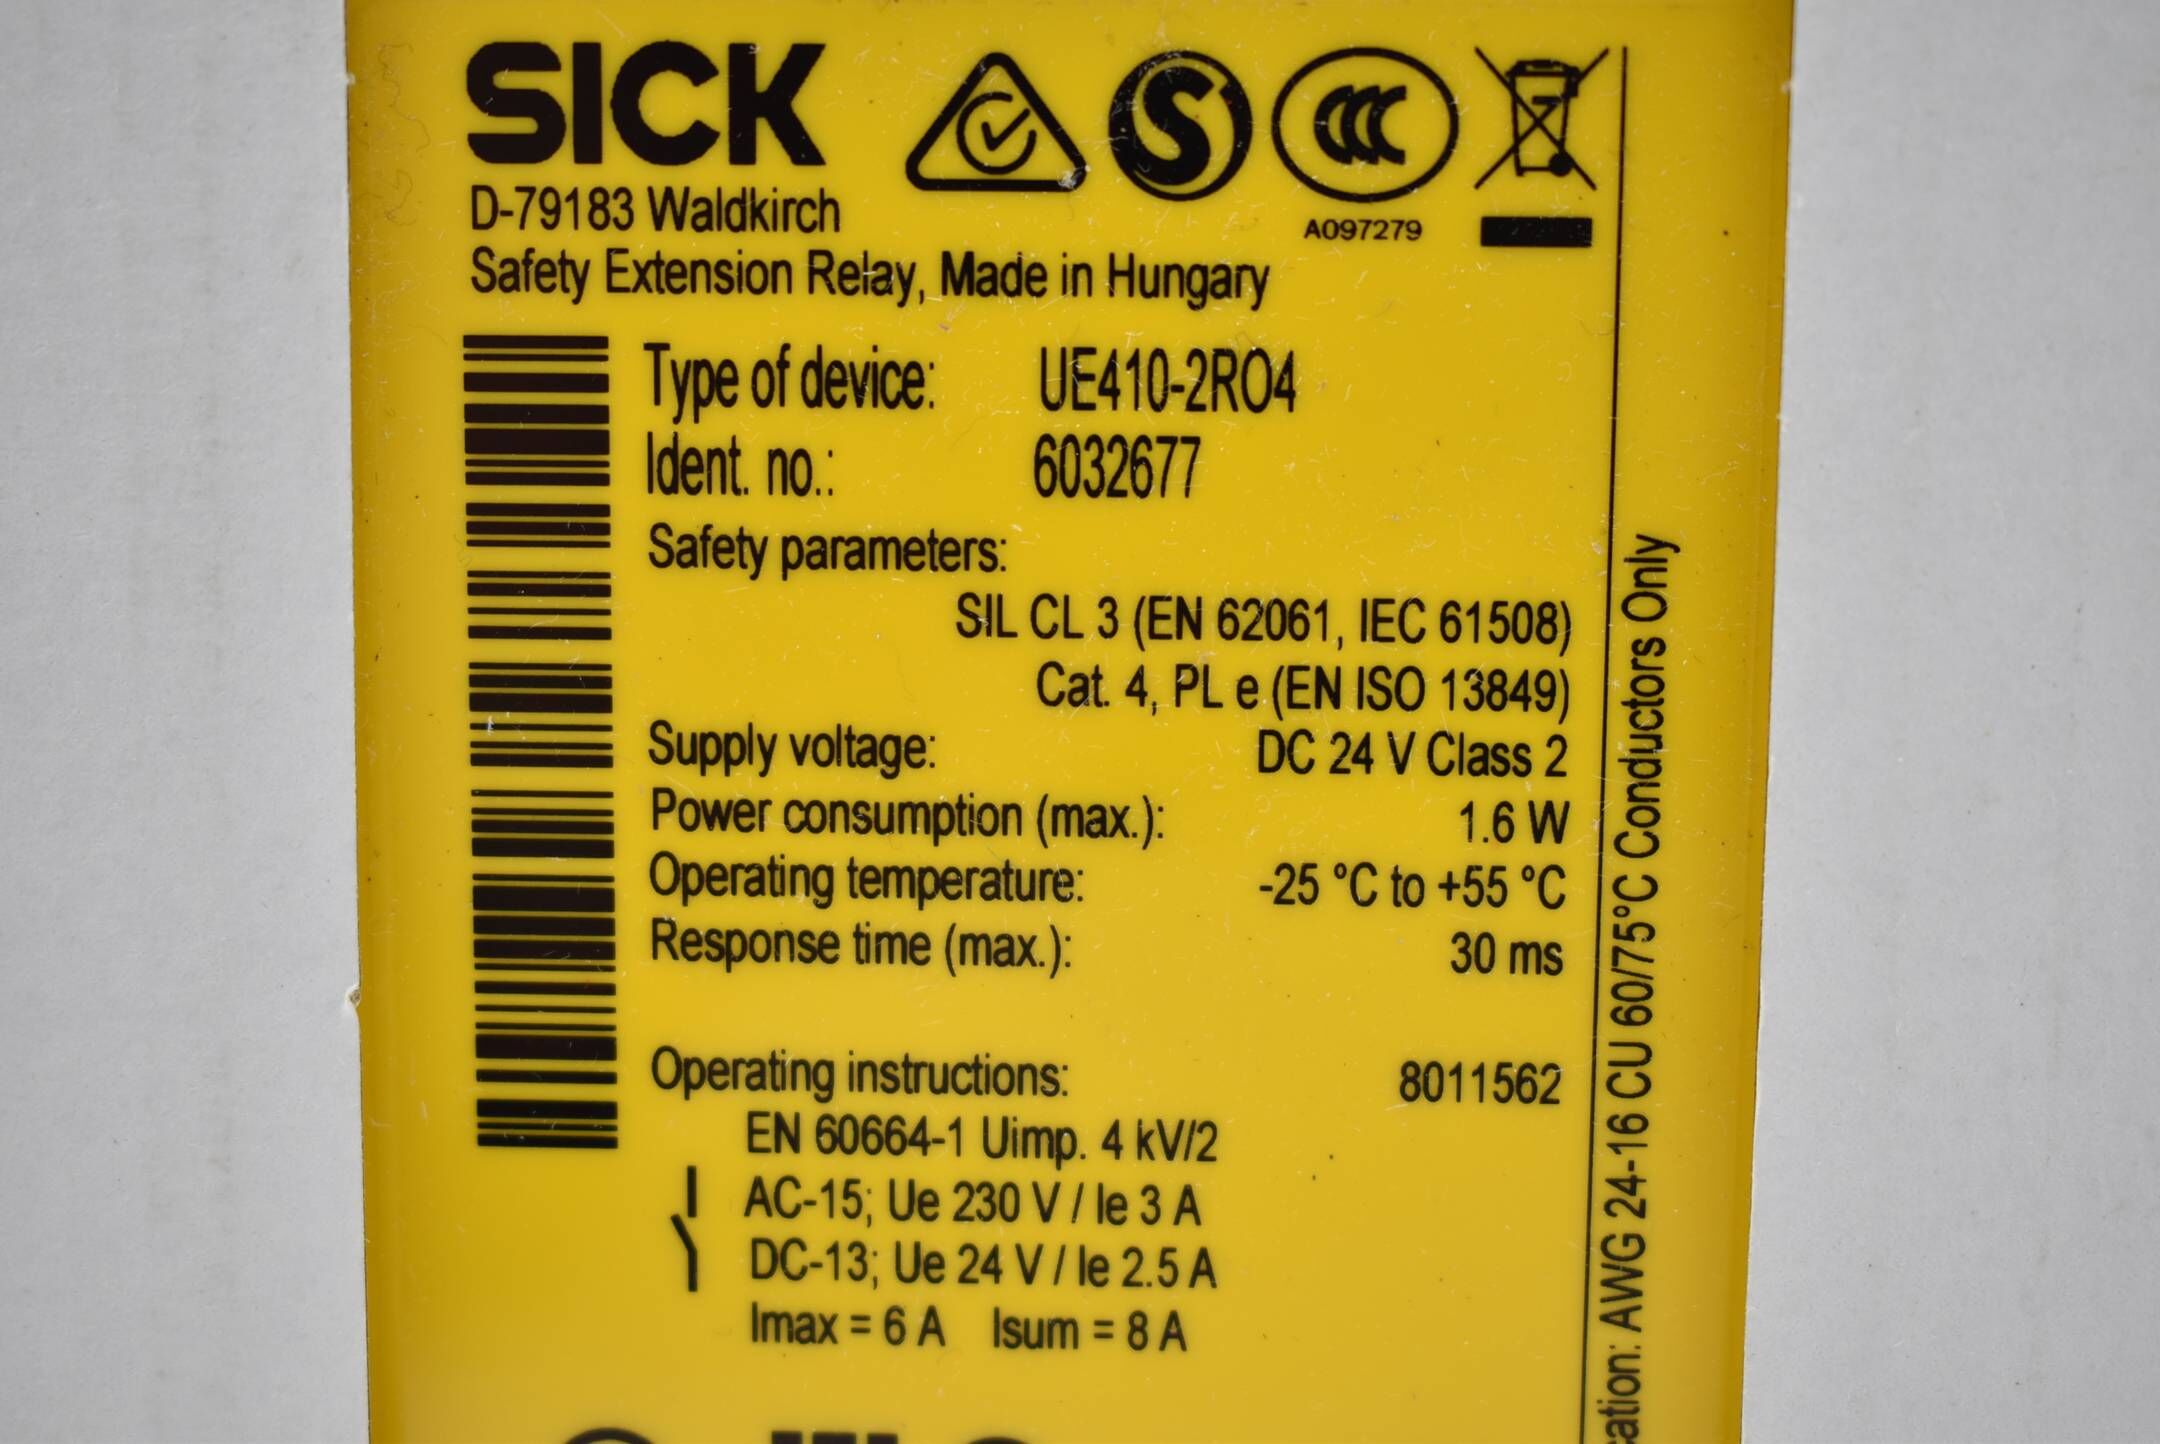 SICK
D-79183 Waldkirch
A097279
Safety Extension Relay, Made in Hungary
Type of device: UE410-2RO4
Ident. no.: 6032677
Safety parameters:
SIL CL 3 (EN 62061, IEC 61508)
Cat. 4, PL e (EN ISO 13849)
Supply voltage: DC 24 V Class 2
Power consumption (max.): 1.6 W
Operating temperature: -25 °C to +55 °C
Response time (max.): 30 ms
Operating instructions: 8011562
EN 60664-1 Uimp. 4 kV/2
AC-15; Ue 230 V / Ie 3 A
DC-13; Ue 24 V / Ie 2.5 A
Imax = 6 A Isum = 8 A
AWG 24-16 CU 60/75°C Conductors Only